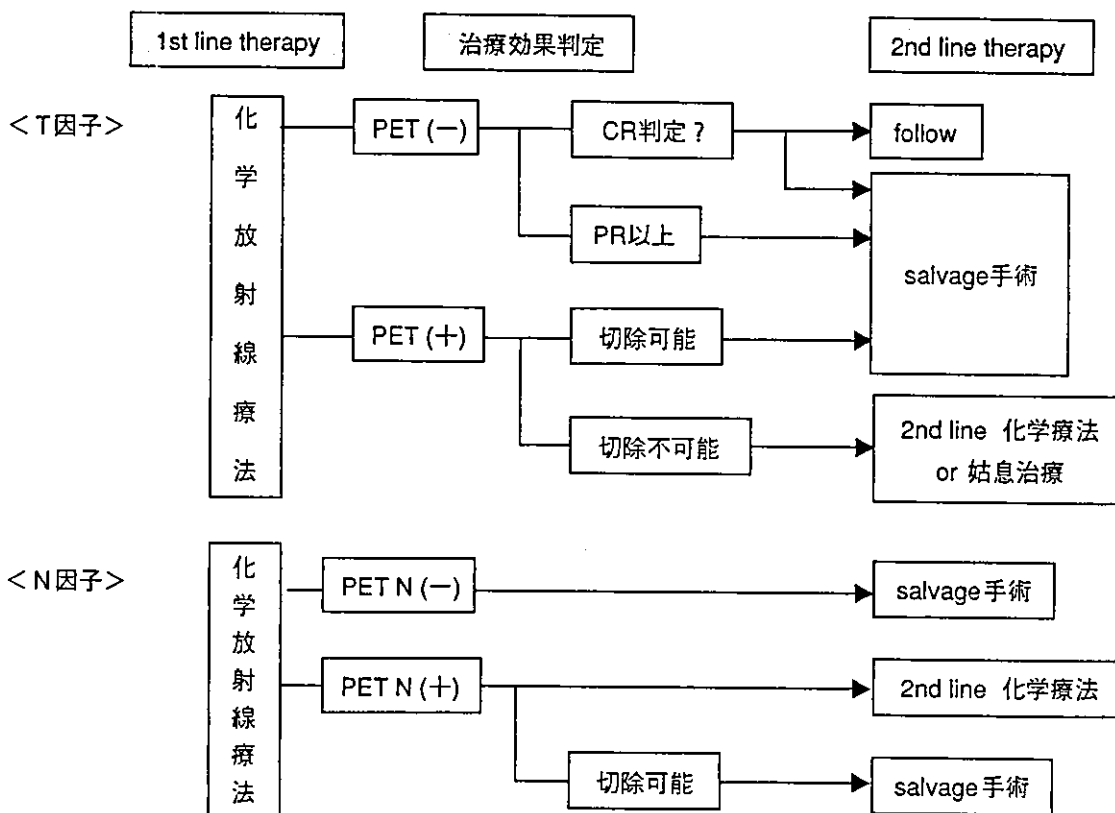 1st line therapy
治療効果判定
2nd line therapy
<T因子>
化学放射線療法
PET (−)
CR判定？
follow
PR以上
salvage手術
PET (+)
切除可能
切除不可能
2nd line 化学療法
or 姑息治療
<N因子>
化学放射線療法
PET N (−)
salvage手術
PET N (+)
2nd line 化学療法
切除可能
salvage手術